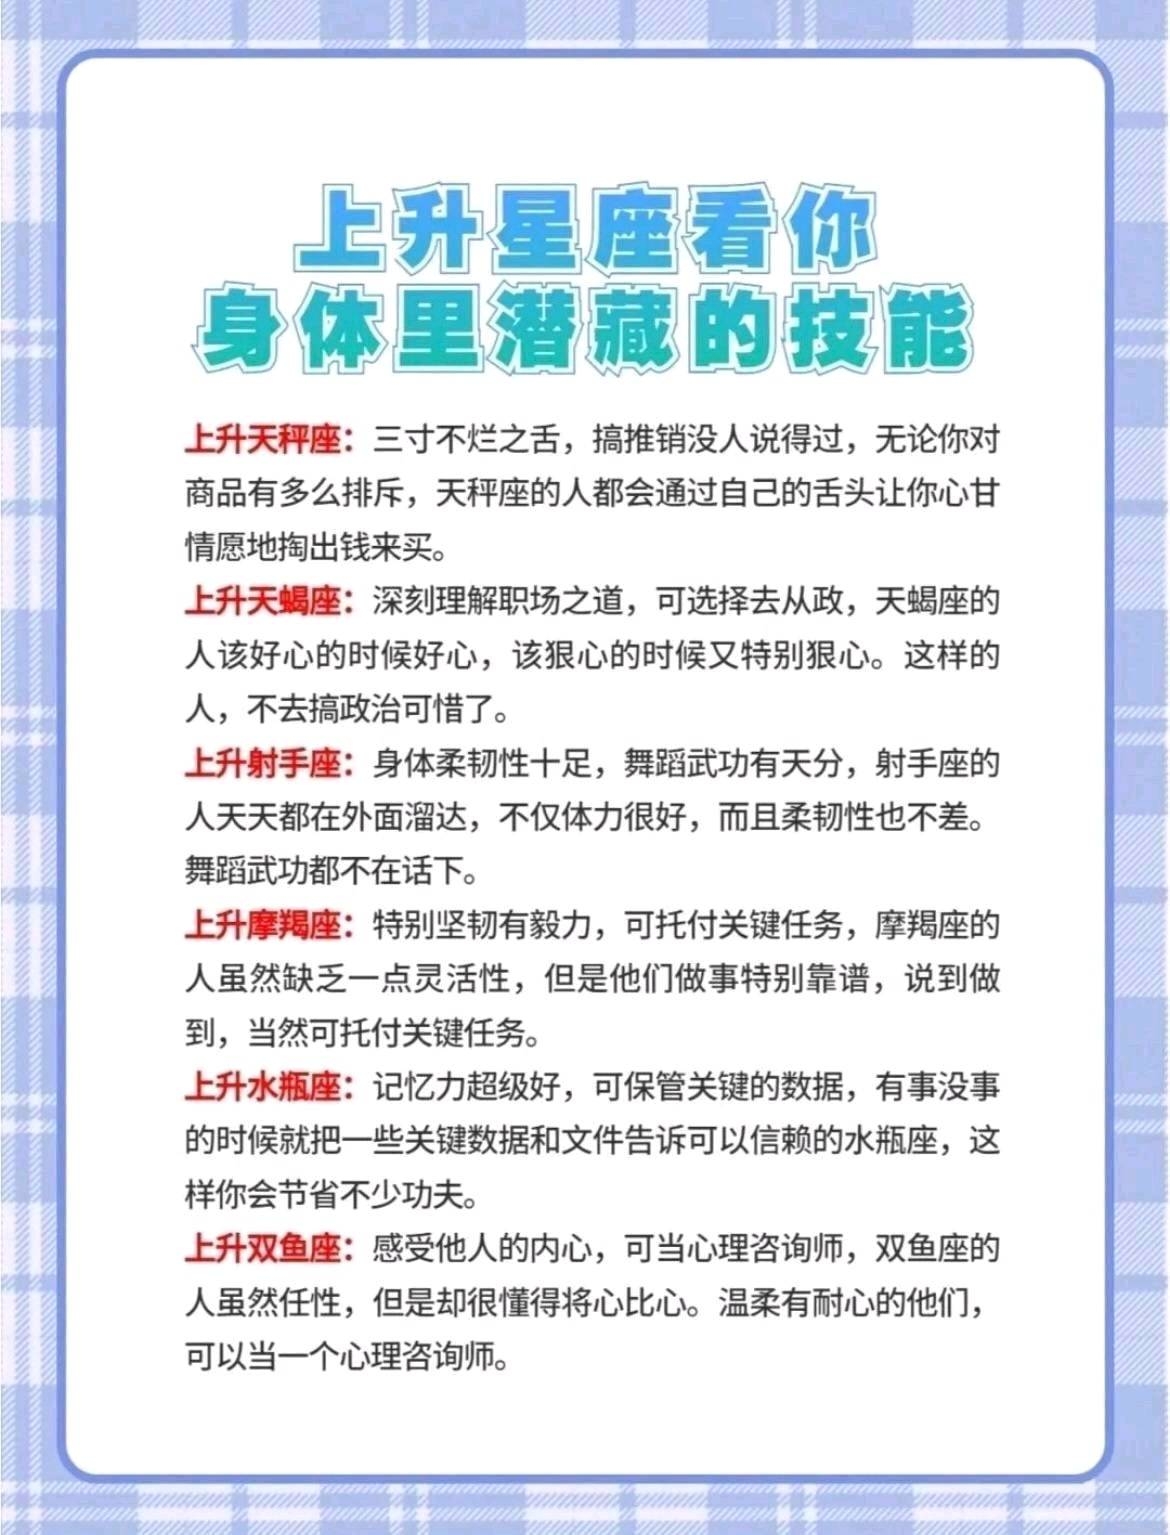 上升星座看你
身体里潜藏的技能
上升天秤座：三寸不烂之舌，搞推销没人说得过，无论你对
商品有多么排斥，天秤座的人都会通过自己的舌头让你心甘
情愿地掏出钱来买。
上升天蝎座：深刻理解职场之道，可选择去从政，天蝎座的
人该好心的时候好心，该狠心的时候又特别狠心。这样的
人，不去搞政治可惜了。
上升射手座：身体柔韧性十足，舞蹈武功有天分，射手座的
人天天都在外面溜达，不仅体力很好，而且柔韧性也不差。
舞蹈武功都不在话下。
上升摩羯座：特别坚韧有毅力，可托付关键任务，摩羯座的
人虽然缺乏一点灵活性，但是他们做事特别靠谱，说到做
到，当然可托付关键任务。
上升水瓶座：记忆力超级好，可保管关键的数据，有事没事
的时候就把一些关键数据和文件告诉可以信赖的水瓶座，这
样你会节省不少功夫。
上升双鱼座：感受他人的内心，可当心理咨询师，双鱼座的
人虽然任性，但是却很懂得将心比心。温柔有耐心的他们，
可以当一个心理咨询师。